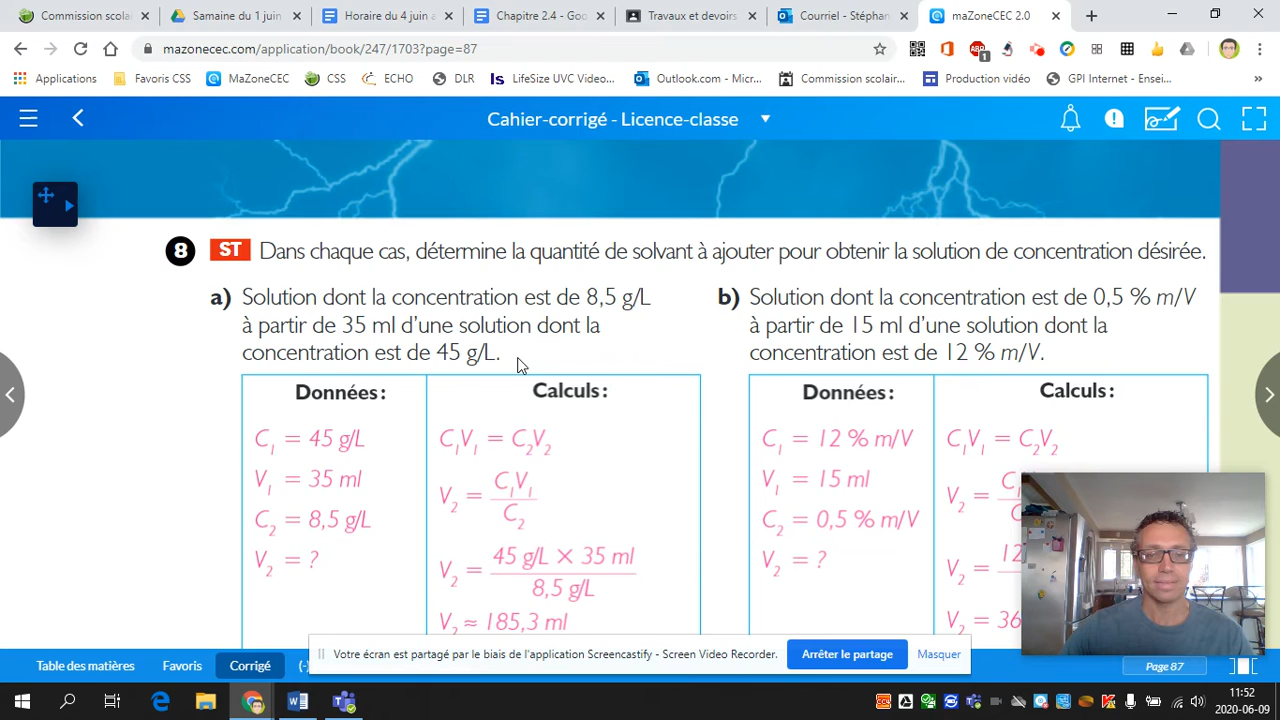 Commission scolai
Samaine du 1 juin
Horaire du 4 juin a
Chapitre 2.4 - Goo
Travaux et devoirs
Courriel - Stéphan
maZoneCEC 2.0
mazonecec.com/application/book/247/1703?page=87
Applications
Favoris CSS
MaZoneCEC
CSS
ECHO
DLR
LifeSize UVC Video...
Outlook.com - Micr...
Commission scolair...
Production vidéo
GPI Internet - Ensei...
Cahier-corrigé - Licence-classe
8 ST Dans chaque cas, détermine la quantité de solvant à ajouter pour obtenir la solution de concentration désirée.
a) Solution dont la concentration est de 8,5 g/L
à partir de 35 ml d'une solution dont la
concentration est de 45 g/L.
Données :
C₁ = 45 g/L
V₁ = 35 ml
C₂ = 8,5 g/L
V₂ = ?
Calculs :
C₁V₁ = C₂V₂
V₂ = C₁V₁ / C₂
V₂ = 45 g/L × 35 ml / 8,5 g/L
V₂ ≈ 185,3 ml
b) Solution dont la concentration est de 0,5 % m/V
à partir de 15 ml d'une solution dont la
concentration est de 12 % m/V.
Données :
C₁ = 12 % m/V
V₁ = 15 ml
C₂ = 0,5 % m/V
V₂ = ?
Calculs :
C₁V₁ = C₂V₂
V₂ =
V₂ = 12
V₂ = 36
Votre écran est partagé par le biais de l'application Screencastify - Screen Video Recorder.
Arrêter le partage
Masquer
Table des matières
Favoris
Corrigé
Page 87
11:52
2020-06-09